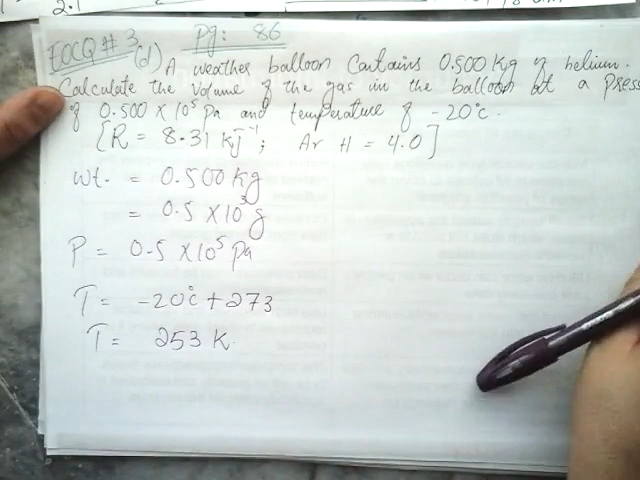 EOCQ # 3 pg: 86
(d) A weather balloon contains 0.500 kg of helium.
Calculate the volume of the gas in the balloon at a press
of 0.500 × 10⁵ Pa and temperature of -20°c.
[R = 8.31 KJ⁻¹; Ar H = 4.0]
Wt. = 0.500 kg
= 0.5 ×10³ g
P = 0.5 ×10⁵ Pa
T = -20°c + 273
T = 253 K